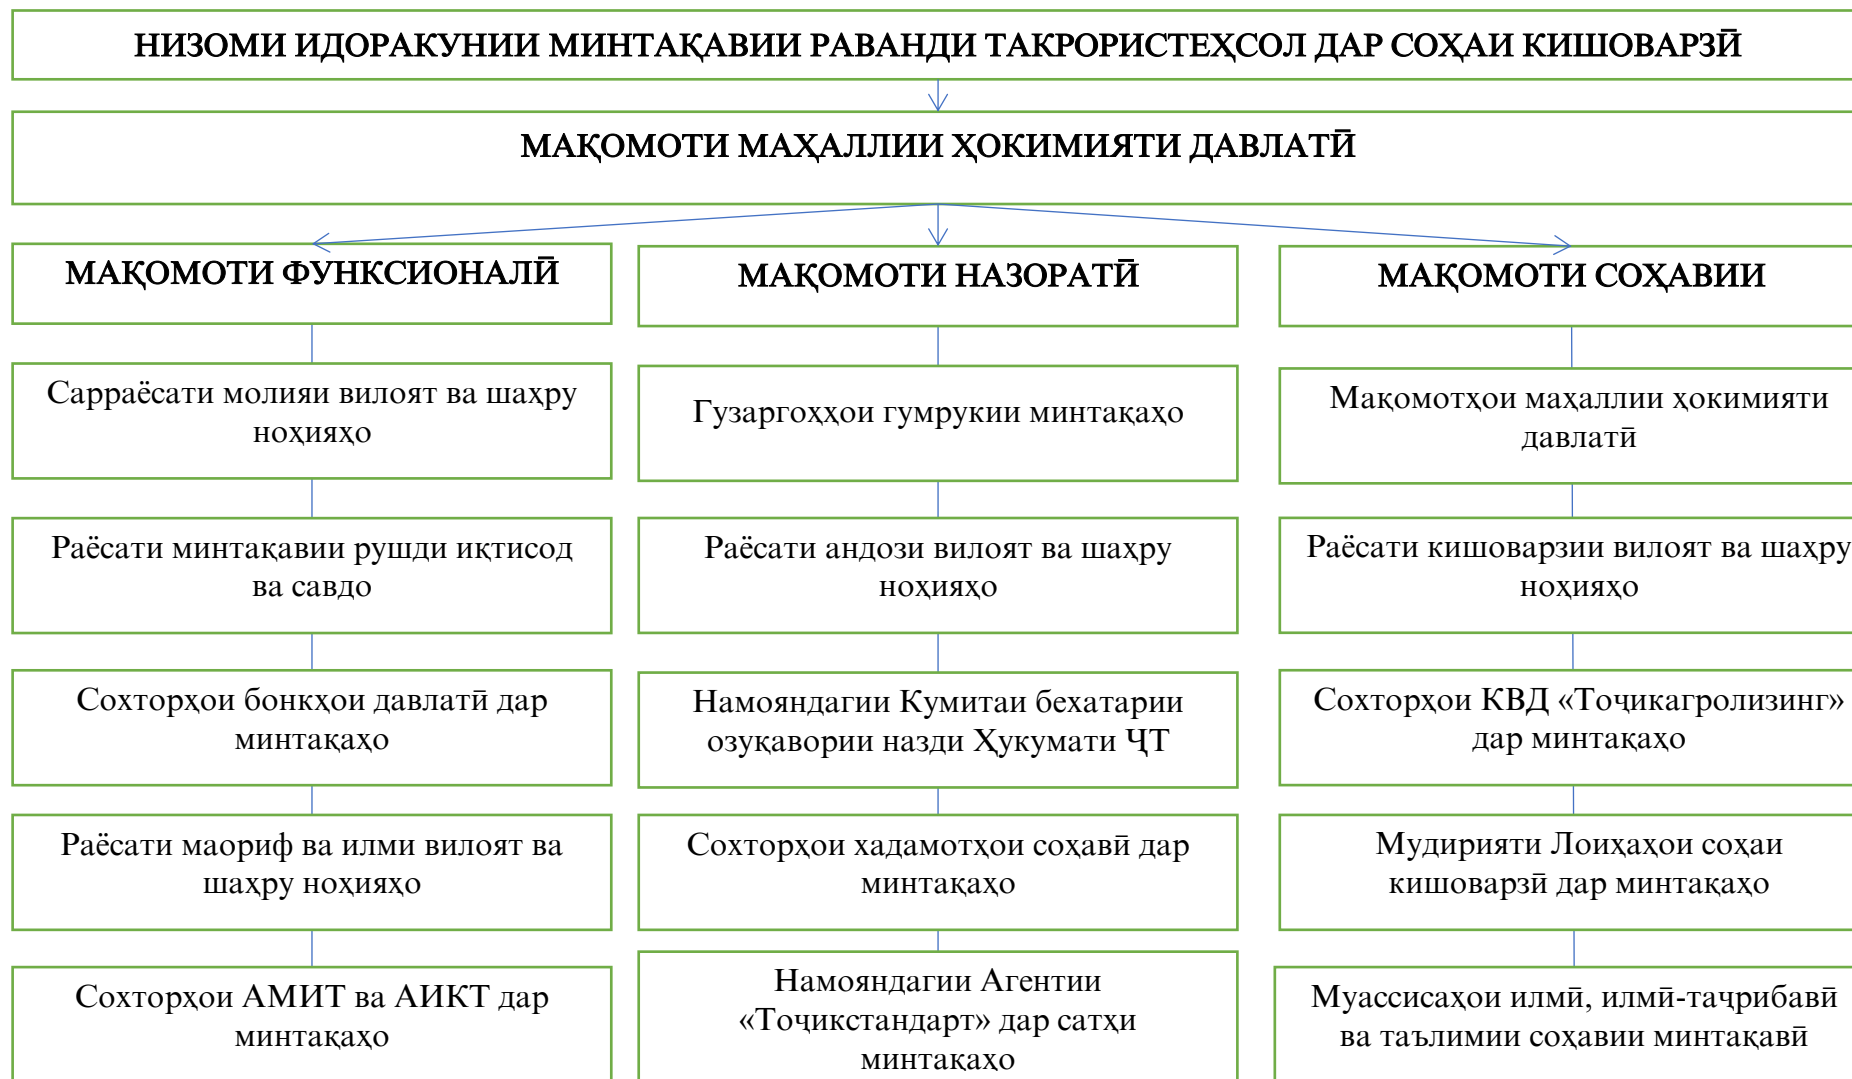 НИЗОМИ ИДОРАКУНИИ МИНТАҚАВИИ РАВАНДИ ТАКРОРИСТЕҲСОЛ ДАР СОҲАИ КИШОВАРЗӢ
МАҚОМОТИ МАҲАЛЛИИ ҲОКИМИЯТИ ДАВЛАТӢ
МАҚОМОТИ ФУНКСИОНАЛӢ
Сарраёсати молияи вилоят ва шаҳру
ноҳияҳо
Раёсати минтақавии рушди иқтисод
ва савдо
Сохторҳои бонкҳои давлатӣ дар
минтақаҳо
Раёсати маориф ва илми вилоят ва
шаҳру ноҳияҳо
Сохторҳои АМИТ ва АИКТ дар
минтақаҳо
МАҚОМОТИ НАЗОРАТӢ
Гузаргоҳҳои гумрукии минтақаҳо
Раёсати андози вилоят ва шаҳру
ноҳияҳо
Намояндагии Кумитаи бехатарии
озуқавории назди Ҳукумати ҶТ
Сохторҳои хадамотҳои соҳавӣ дар
минтақаҳо
Намояндагии Агентии
«Тоҷикстандарт» дар сатҳи
минтақаҳо
МАҚОМОТИ СОҲАВИИ
Мақомотҳои маҳаллии ҳокимияти
давлатӣ
Раёсати кишоварзии вилоят ва шаҳру
ноҳияҳо
Сохторҳои КВД «Тоҷикагролизинг»
дар минтақаҳо
Мудирияти Лоиҳаҳои соҳаи
кишоварзӣ дар минтақаҳо
Муассисаҳои илмӣ, илмӣ-таҷрибавӣ
ва таълимии соҳавии минтақавӣ